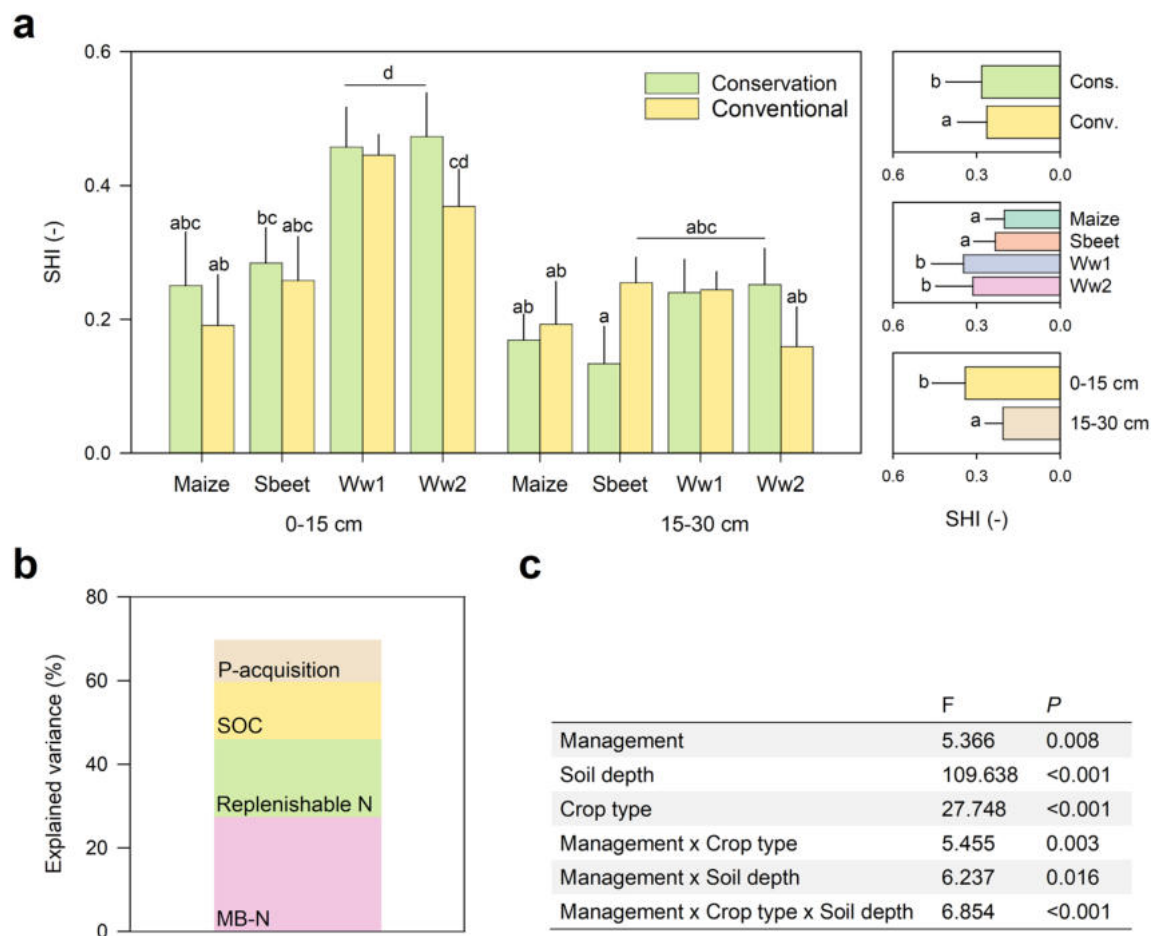 a
0.6
0.4
0.2
0.0
SHI (-)
Conservation
Conventional
abc
ab
bc
abc
d
cd
ab
ab
a
abc
ab
Maize Sbeet Ww1 Ww2 Maize Sbeet Ww1 Ww2
0-15 cm 15-30 cm
b Cons.
a Conv.
0.6 0.3 0.0
a Maize
a Sbeet
b Ww1
b Ww2
0.6 0.3 0.0
b 0-15 cm
a 15-30 cm
0.6 0.3 0.0
SHI (-)
b
80
60
40
20
0
Explained variance (%)
P-acquisition
SOC
Replenishable N
MB-N
c
F P
Management 5.366 0.008
Soil depth 109.638 <0.001
Crop type 27.748 <0.001
Management x Crop type 5.455 0.003
Management x Soil depth 6.237 0.016
Management x Crop type x Soil depth 6.854 <0.001